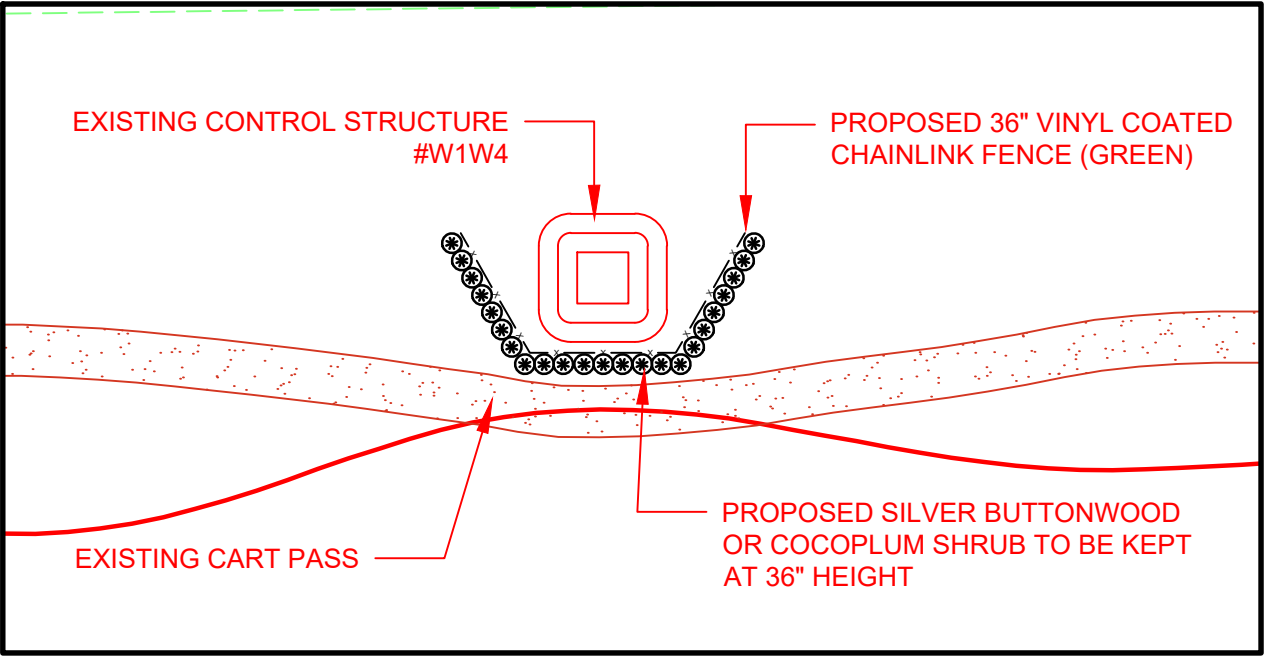 EXISTING CONTROL STRUCTURE
#W1W4
PROPOSED 36" VINYL COATED
CHAINLINK FENCE (GREEN)
EXISTING CART PASS
PROPOSED SILVER BUTTONWOOD
OR COCOPLUM SHRUB TO BE KEPT
AT 36" HEIGHT